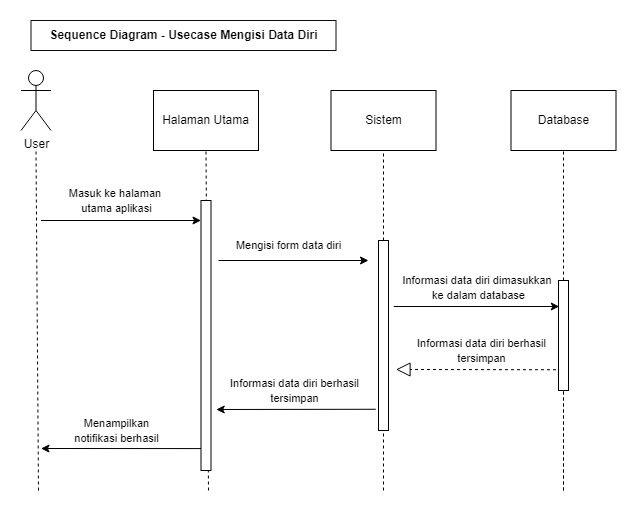 Sequence Diagram - Usecase Mengisi Data Diri
User
Halaman Utama
Sistem
Database
Masuk ke halaman
utama aplikasi
Mengisi form data diri
Informasi data diri dimasukkan
ke dalam database
Informasi data diri berhasil
tersimpan
Informasi data diri berhasil
tersimpan
Menampilkan
notifikasi berhasil